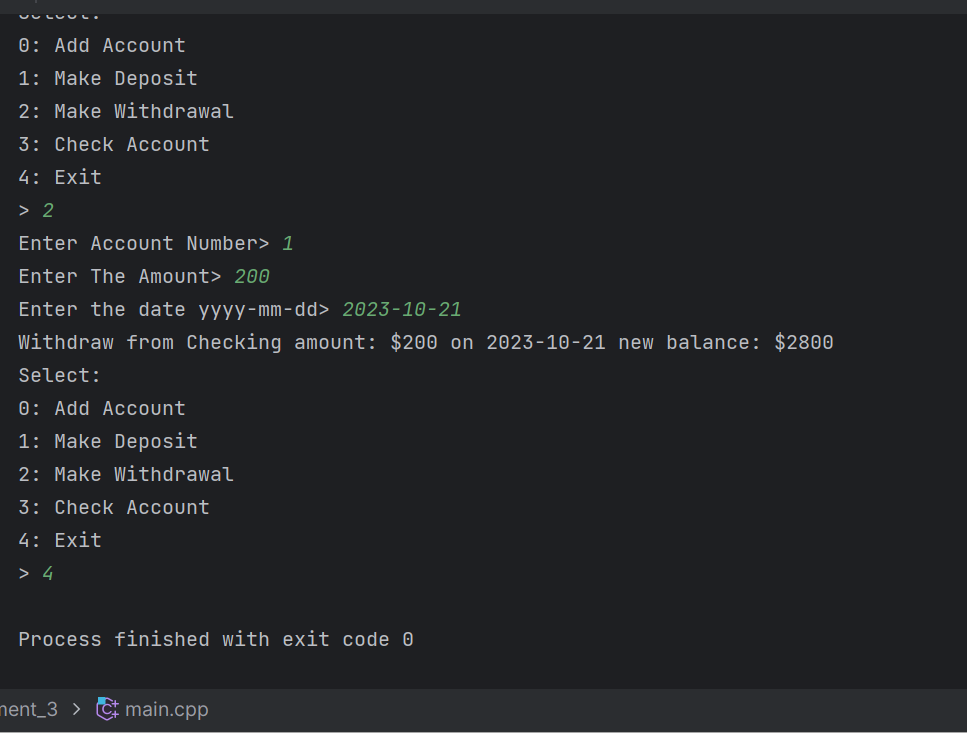 Select:
0: Add Account
1: Make Deposit
2: Make Withdrawal
3: Check Account
4: Exit
> 2
Enter Account Number> 1
Enter The Amount> 200
Enter the date yyyy-mm-dd> 2023-10-21
Withdraw from Checking amount: $200 on 2023-10-21 new balance: $2800
Select:
0: Add Account
1: Make Deposit
2: Make Withdrawal
3: Check Account
4: Exit
> 4
Process finished with exit code 0
ment_3 > main.cpp